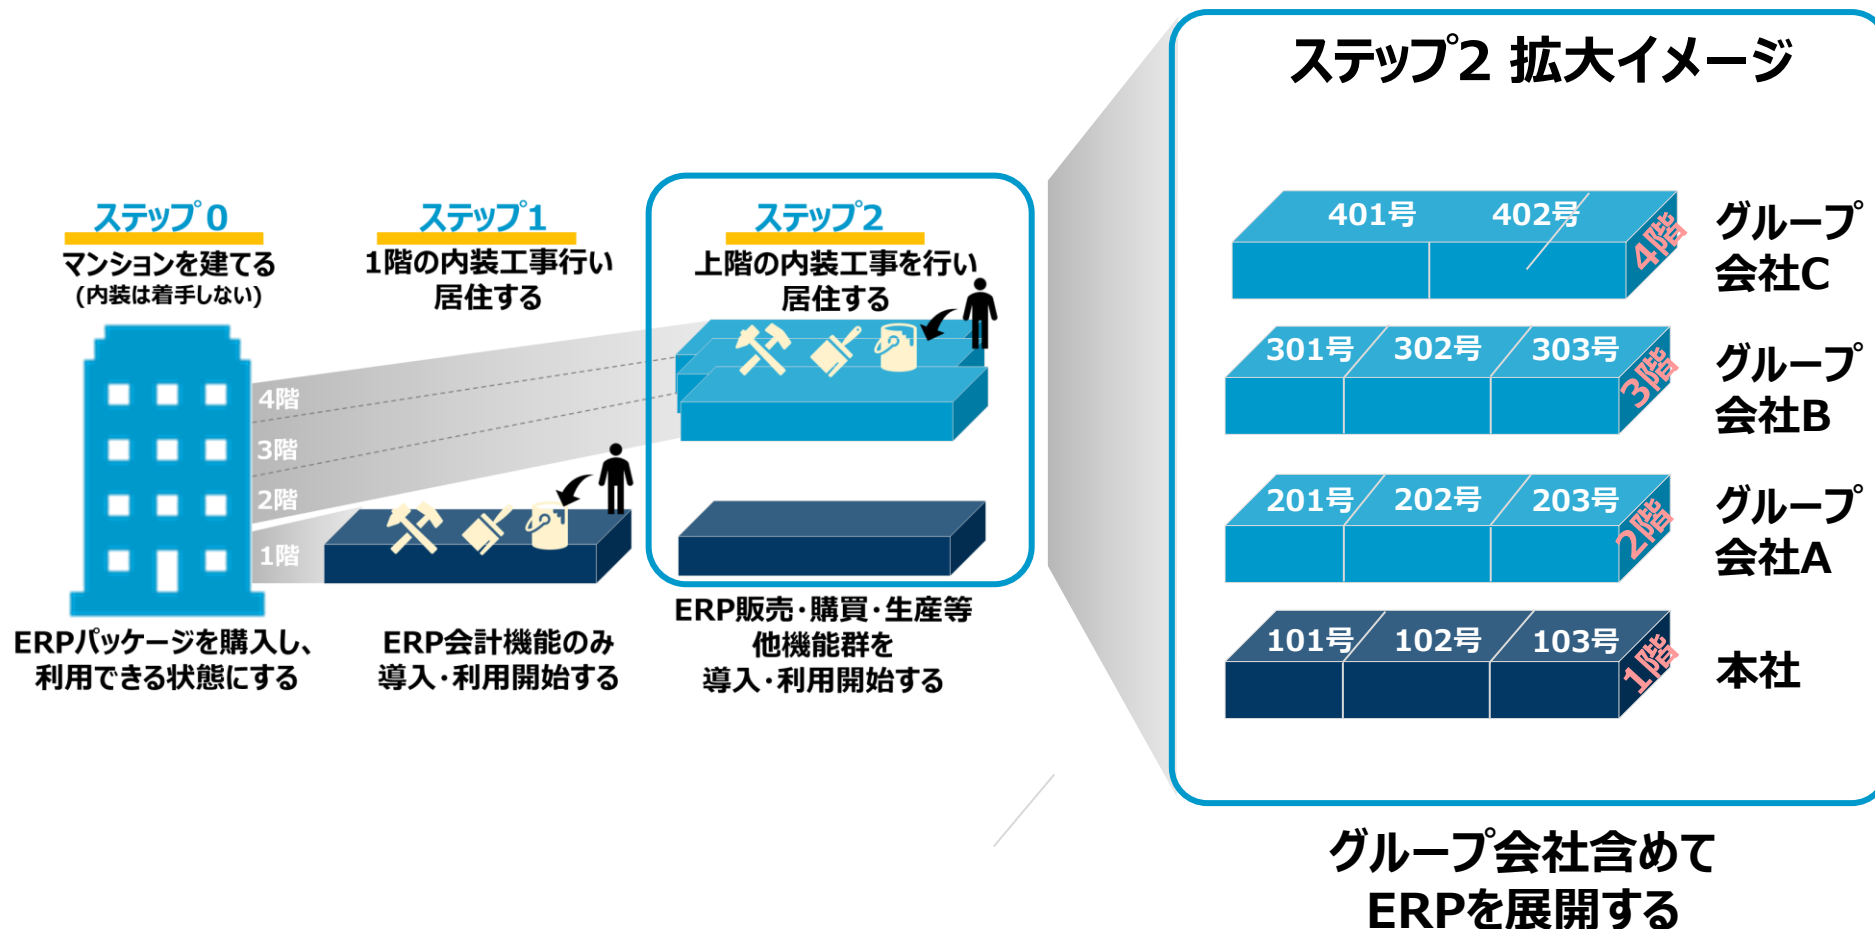 ステップ０
マンションを建てる
(内装は着手しない)
4階
3階
2階
1階
ERPパッケージを購入し、
利用できる状態にする
ステップ1
1階の内装工事行い
居住する
ERP会計機能のみ
導入・利用開始する
ステップ2
上階の内装工事を行い
居住する
ERP販売・購買・生産等
他機能群を
導入・利用開始する
ステップ2 拡大イメージ
401号 402号 4階
グループ
会社C
301号 302号 303号 3階
グループ
会社B
201号 202号 203号 2階
グループ
会社A
101号 102号 103号 1階
本社
グループ会社含めて
ERPを展開する